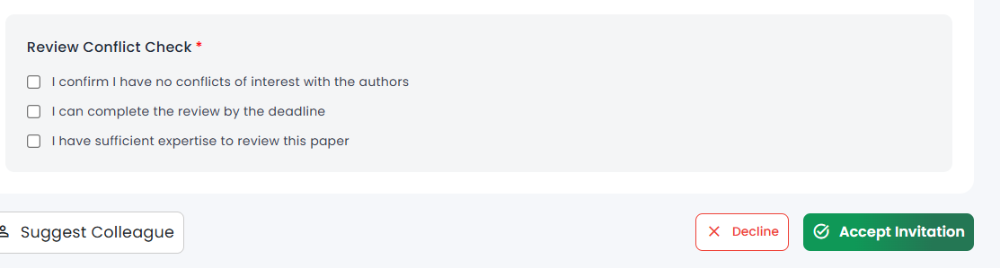 Review Conflict Check *
I confirm I have no conflicts of interest with the authors
I can complete the review by the deadline
I have sufficient expertise to review this paper
Suggest Colleague
Decline
Accept Invitation